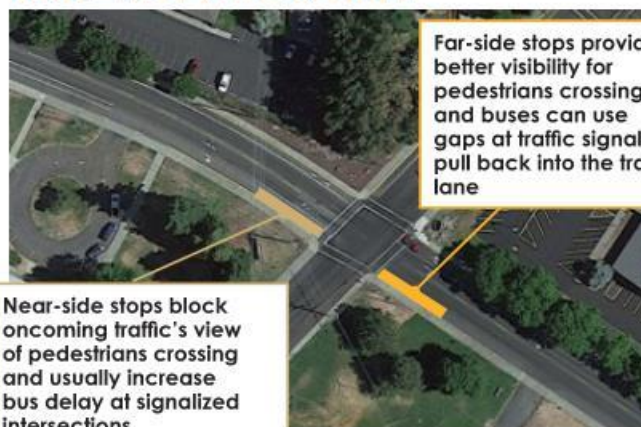 Far-side stops provid
better visibility for
pedestrians crossing
and buses can use
gaps at traffic signal
pull back into the tra
lane
Near-side stops block
oncoming traffic's view
of pedestrians crossing
and usually increase
bus delay at signalized
intersections